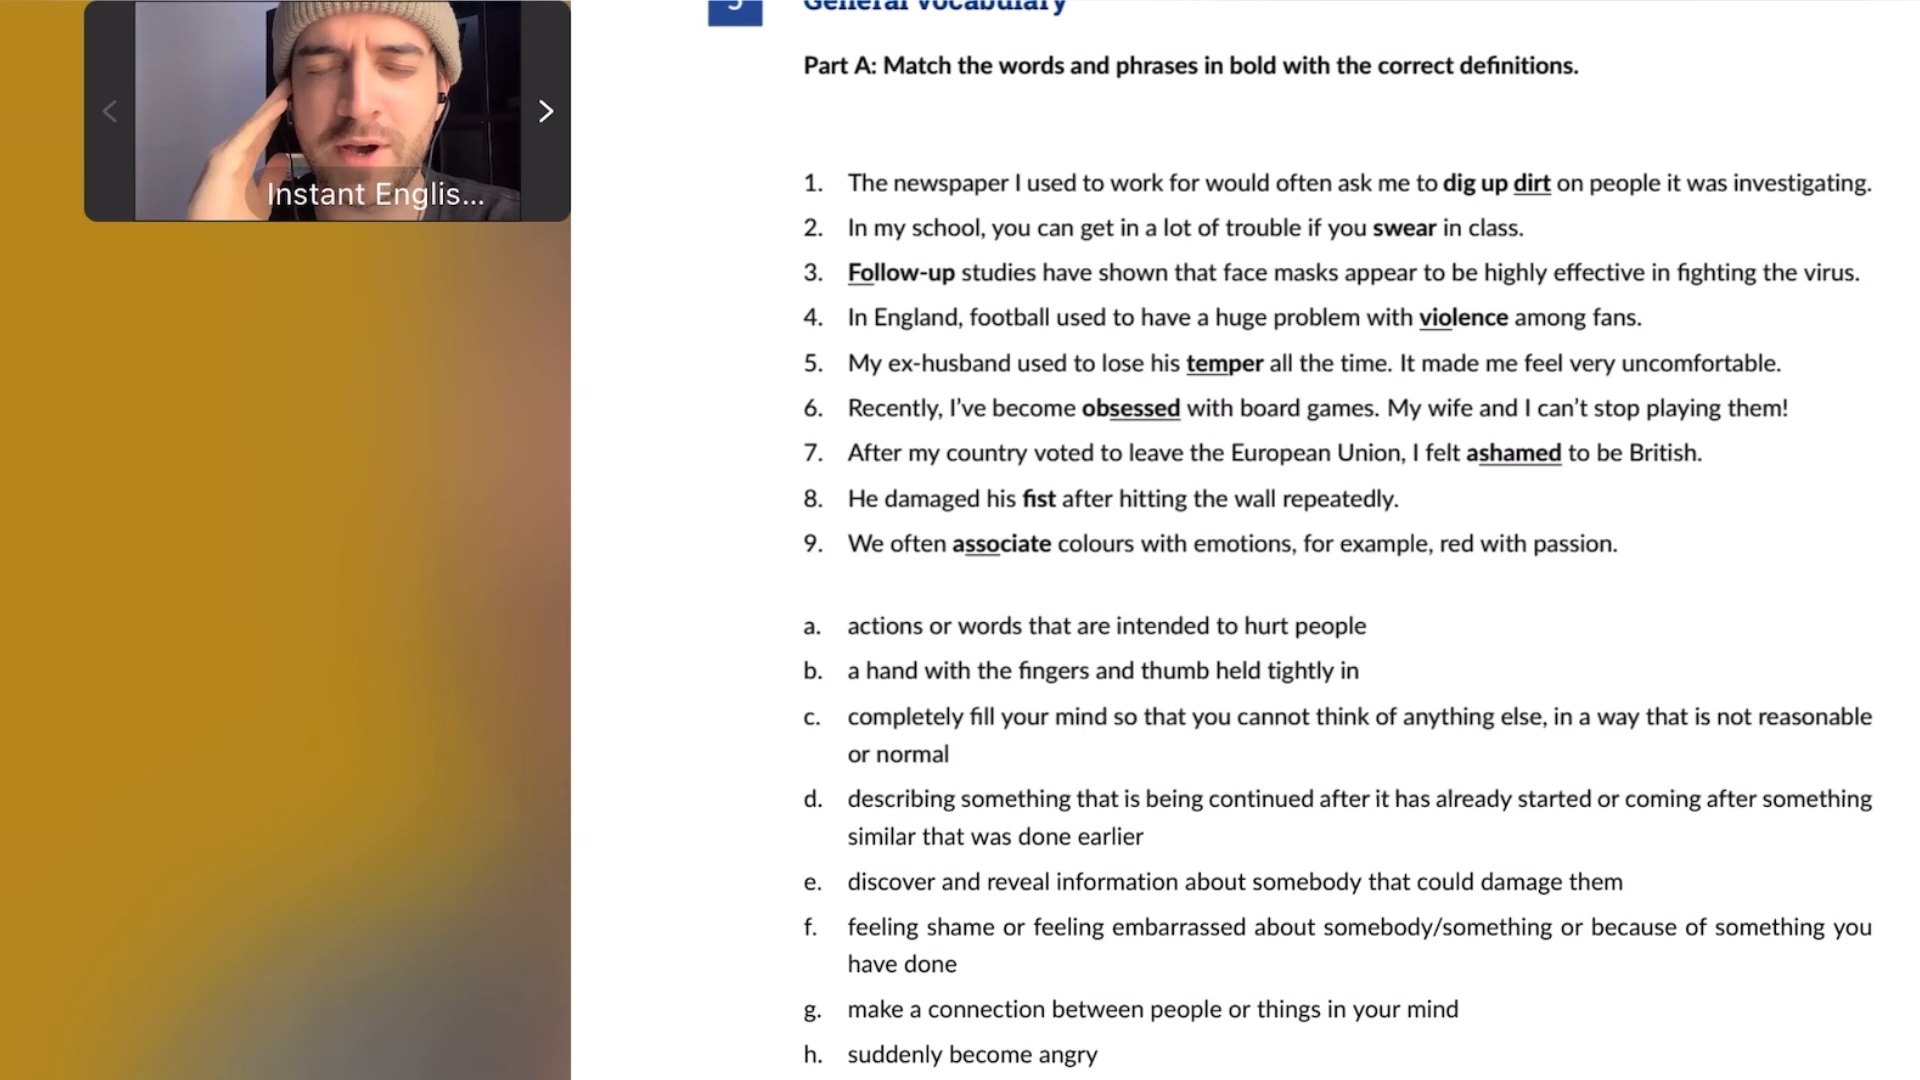 Instant Englis...
5 General Vocabulary
Part A: Match the words and phrases in bold with the correct definitions.
1. The newspaper I used to work for would often ask me to dig up dirt on people it was investigating.
2. In my school, you can get in a lot of trouble if you swear in class.
3. Follow-up studies have shown that face masks appear to be highly effective in fighting the virus.
4. In England, football used to have a huge problem with violence among fans.
5. My ex-husband used to lose his temper all the time. It made me feel very uncomfortable.
6. Recently, I’ve become obsessed with board games. My wife and I can’t stop playing them!
7. After my country voted to leave the European Union, I felt ashamed to be British.
8. He damaged his fist after hitting the wall repeatedly.
9. We often associate colours with emotions, for example, red with passion.
a. actions or words that are intended to hurt people
b. a hand with the fingers and thumb held tightly in
c. completely fill your mind so that you cannot think of anything else, in a way that is not reasonable
or normal
d. describing something that is being continued after it has already started or coming after something
similar that was done earlier
e. discover and reveal information about somebody that could damage them
f. feeling shame or feeling embarrassed about somebody/something or because of something you
have done
g. make a connection between people or things in your mind
h. suddenly become angry